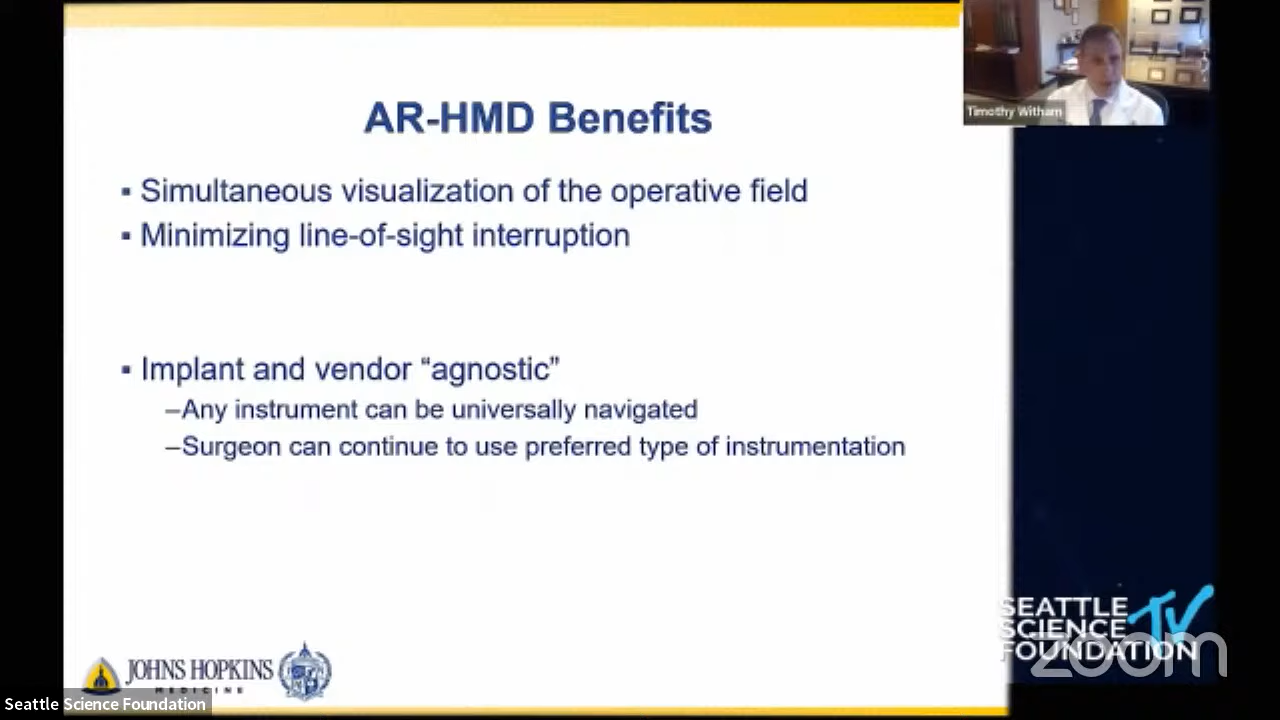 AR-HMD Benefits
▪ Simultaneous visualization of the operative field
▪ Minimizing line-of-sight interruption
▪ Implant and vendor “agnostic”
–Any instrument can be universally navigated
–Surgeon can continue to use preferred type of instrumentation
Timothy Witham
JOHNS HOPKINS
MEDICINE
SEATTLE
SCIENCE
FOUNDATION
TV
zoom
Seattle Science Foundation